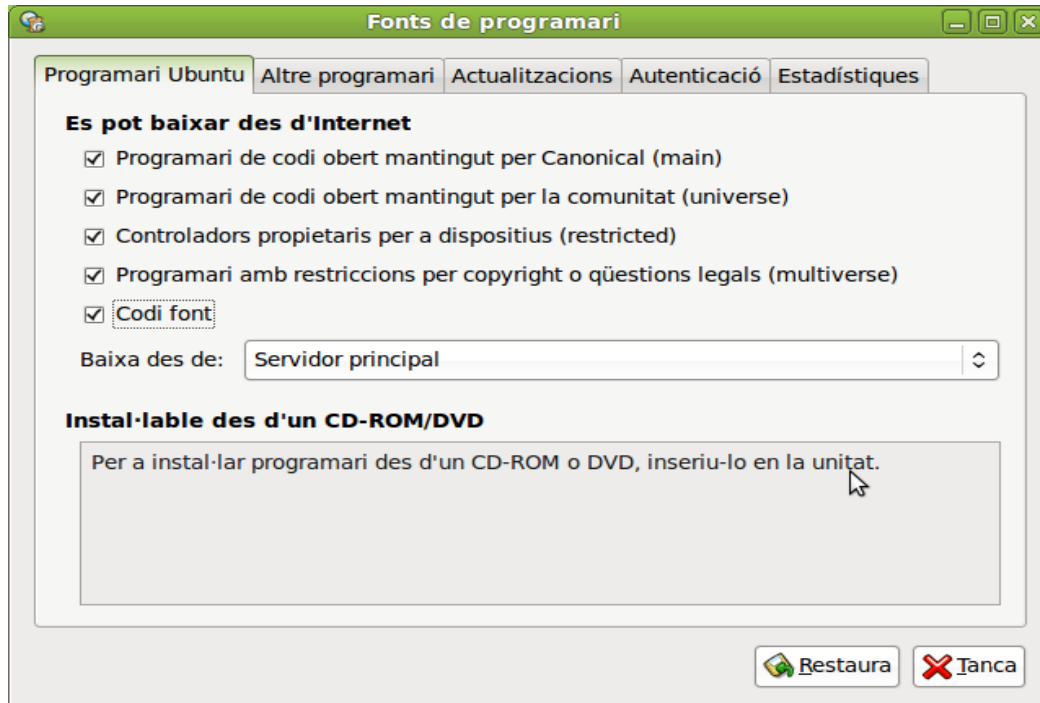 Fonts de programari
Programari Ubuntu Altre programari Actualitzacions Autenticació Estadístiques
Es pot baixar des d'Internet
Programari de codi obert mantingut per Canonical (main)
Programari de codi obert mantingut per la comunitat (universe)
Controladors propietaris per a dispositius (restricted)
Programari amb restriccions per copyright o qüestions legals (multiverse)
Codi font
Baixa des de: Servidor principal
Instal·lable des d'un CD-ROM/DVD
Per a instal·lar programari des d'un CD-ROM o DVD, inseriu-lo en la unitat.
Restaura Tanca